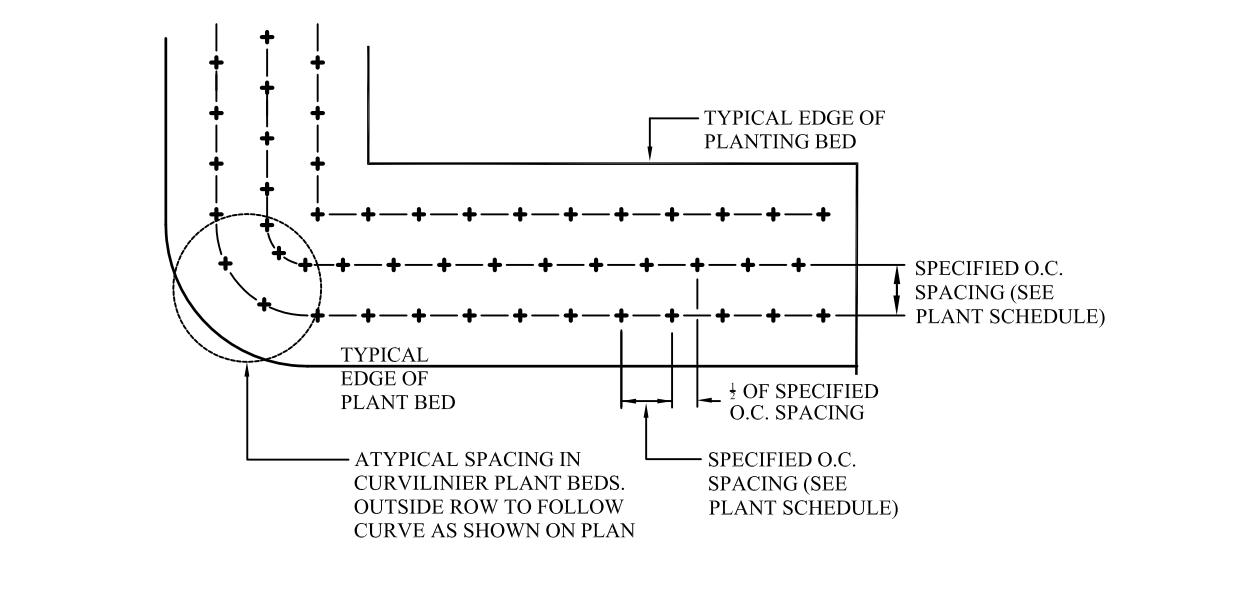 TYPICAL EDGE OF
PLANTING BED
SPECIFIED O.C.
SPACING (SEE
PLANT SCHEDULE)
TYPICAL
EDGE OF
PLANT BED
½ OF SPECIFIED
O.C. SPACING
ATYPICAL SPACING IN
CURVILINIER PLANT BEDS.
OUTSIDE ROW TO FOLLOW
CURVE AS SHOWN ON PLAN
SPECIFIED O.C.
SPACING (SEE
PLANT SCHEDULE)